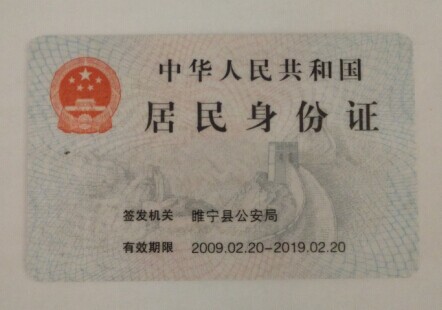 中华人民共和国
居民身份证
签发机关 睢宁县公安局
有效期限 2009.02.20-2019.02.20